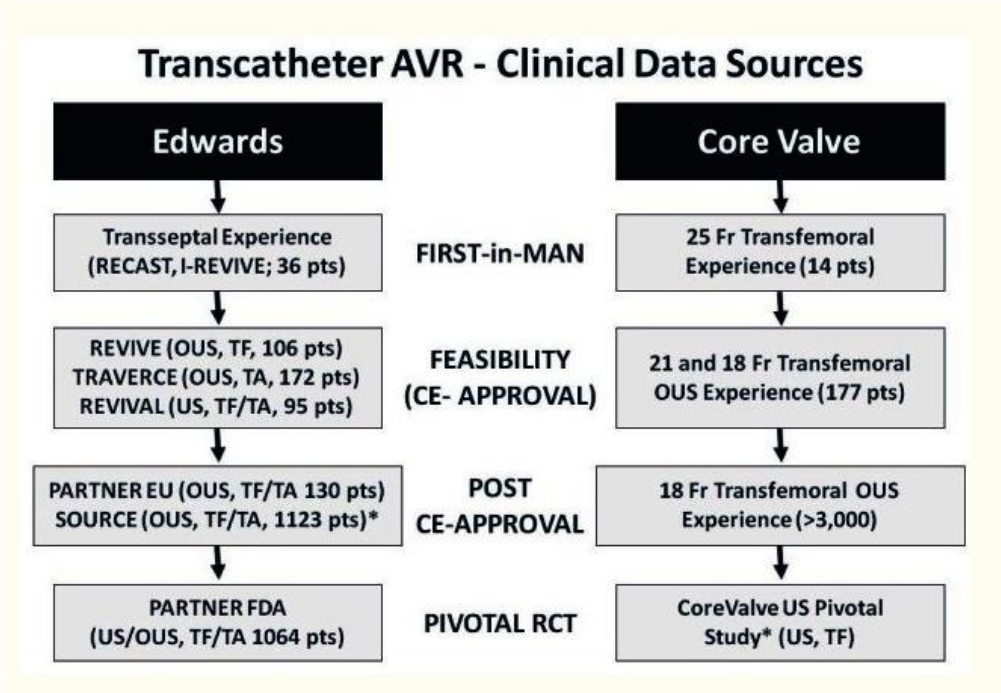 Transcatheter AVR - Clinical Data Sources
Edwards
Core Valve
Transseptal Experience
(RECAST, I-REVIVE; 36 pts)
FIRST-in-MAN
25 Fr Transfemoral
Experience (14 pts)
REVIVE (OUS, TF, 106 pts)
TRAVERCE (OUS, TA, 172 pts)
REVIVAL (US, TF/TA, 95 pts)
FEASIBILITY
(CE- APPROVAL)
21 and 18 Fr Transfemoral
OUS Experience (177 pts)
PARTNER EU (OUS, TF/TA 130 pts)
SOURCE (OUS, TF/TA, 1123 pts)*
POST
CE-APPROVAL
18 Fr Transfemoral OUS
Experience (>3,000)
PARTNER FDA
(US/OUS, TF/TA 1064 pts)
PIVOTAL RCT
CoreValve US Pivotal
Study* (US, TF)